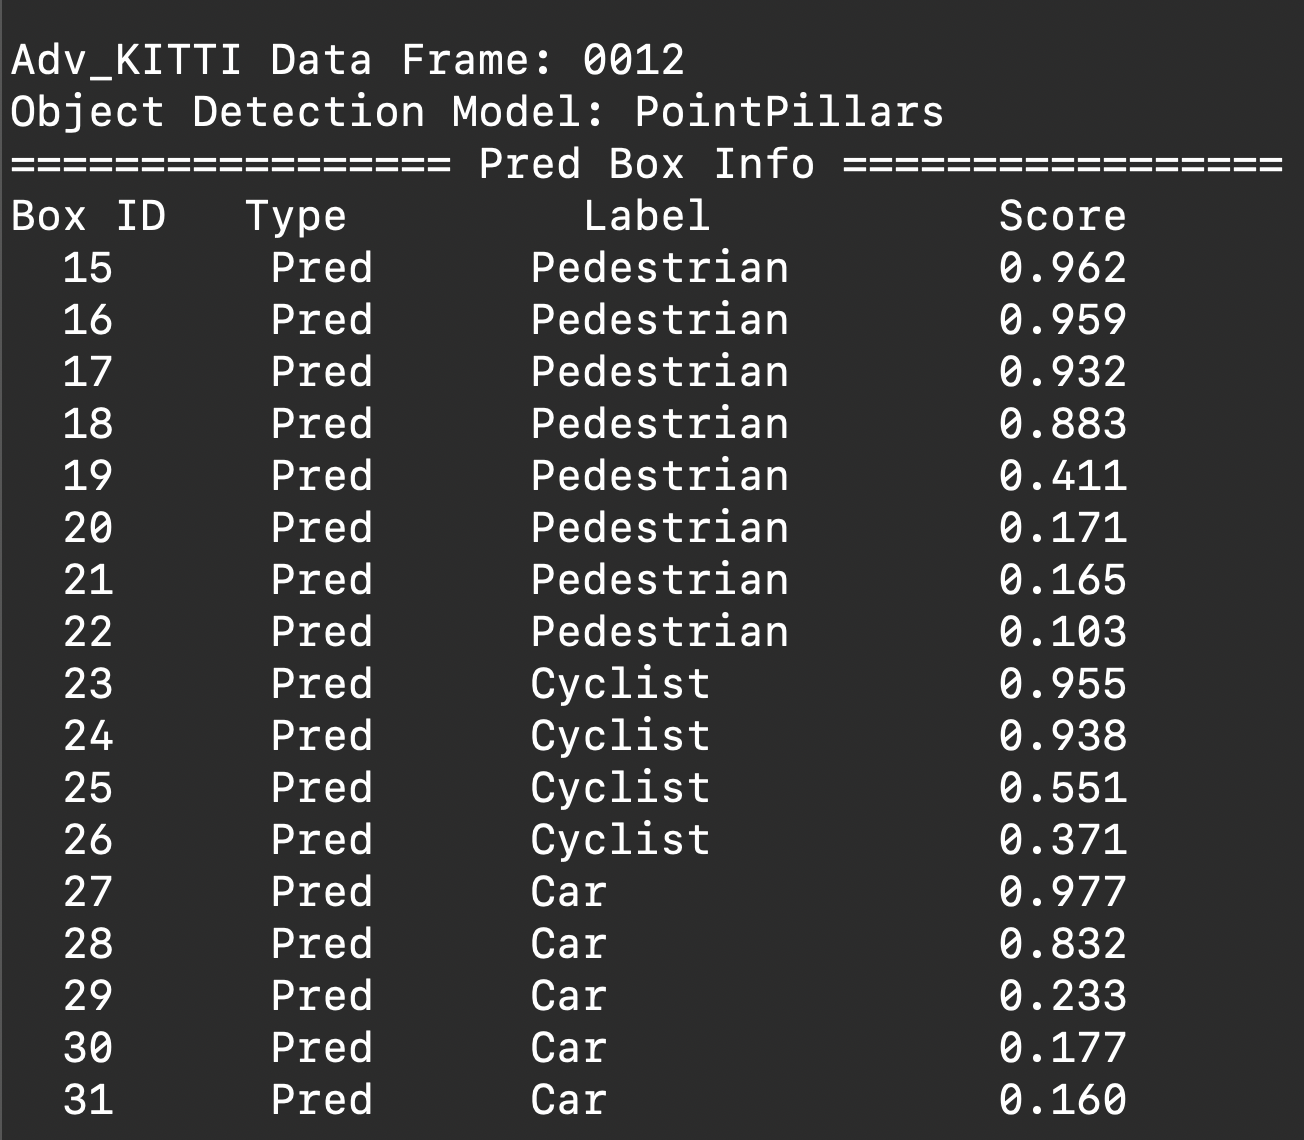 Adv_KITTI Data Frame: 0012
Object Detection Model: PointPillars
================= Pred Box Info =================
Box ID   Type         Label           Score
  15      Pred      Pedestrian        0.962
  16      Pred      Pedestrian        0.959
  17      Pred      Pedestrian        0.932
  18      Pred      Pedestrian        0.883
  19      Pred      Pedestrian        0.411
  20      Pred      Pedestrian        0.171
  21      Pred      Pedestrian        0.165
  22      Pred      Pedestrian        0.103
  23      Pred      Cyclist           0.955
  24      Pred      Cyclist           0.938
  25      Pred      Cyclist           0.551
  26      Pred      Cyclist           0.371
  27      Pred      Car               0.977
  28      Pred      Car               0.832
  29      Pred      Car               0.233
  30      Pred      Car               0.177
  31      Pred      Car               0.160